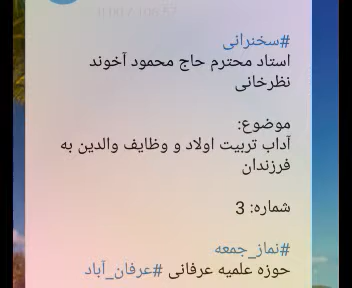 #سخنرانی
استاد محترم حاج محمود آخوند
نظرخانی
موضوع:
آداب تربیت اولاد و وظایف والدین به
فرزندان
شماره: 3
#نماز_جمعه
حوزه علمیه عرفانی #عرفان_آباد